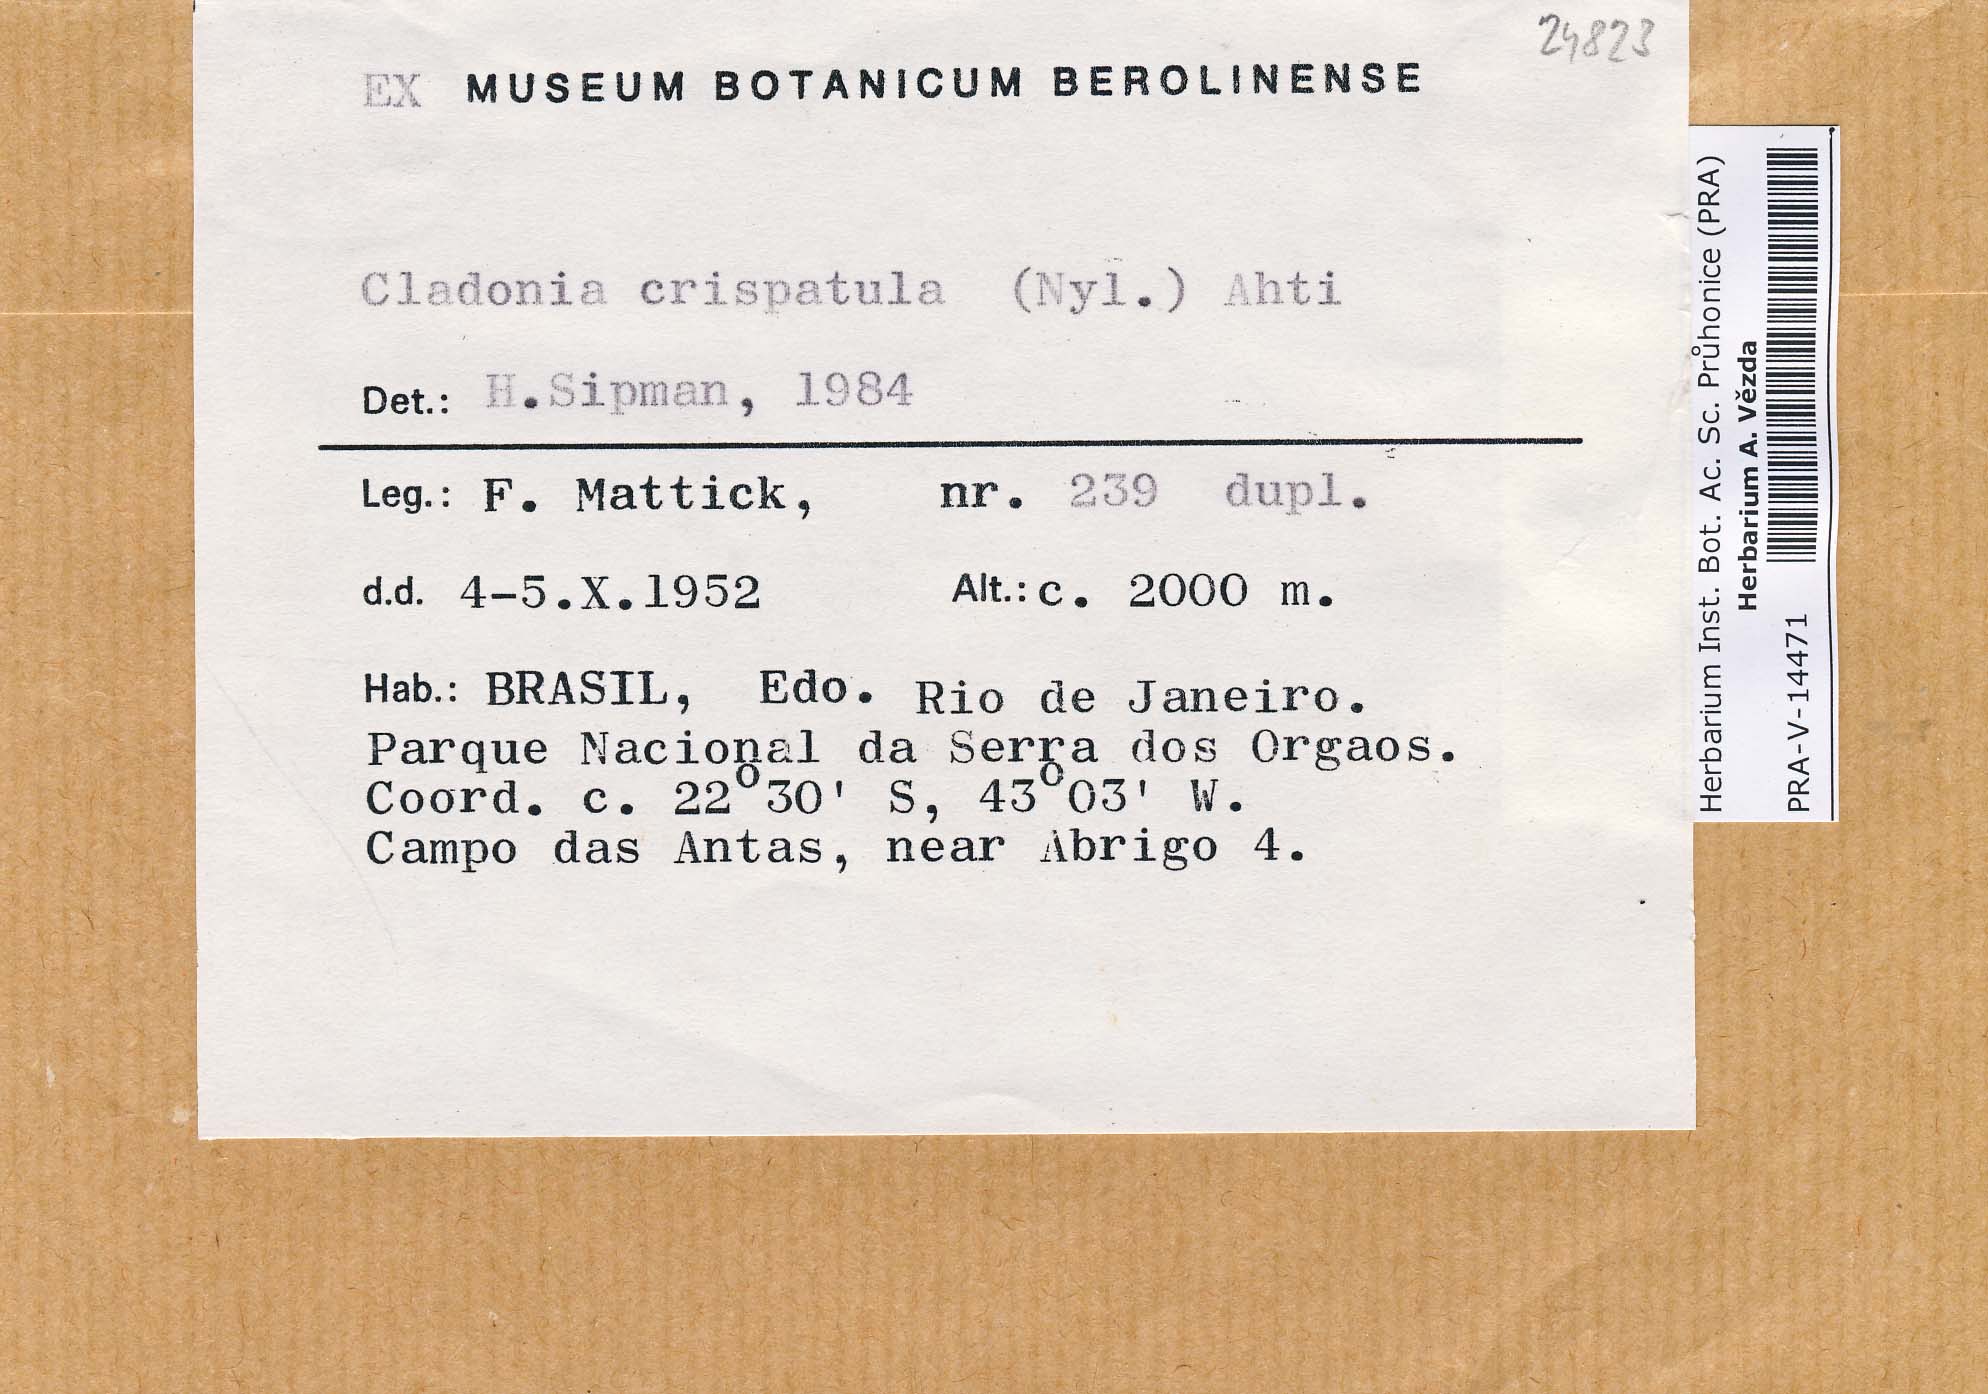 24823
EX MUSEUM BOTANICUM BEROLINENSE
Cladonia crispatula (Nyl.) Ahti
Det.: H.Sipman, 1984
Leg.: F. Mattick, nr. 239 dupl.
d.d. 4-5.X.1952 Alt.: c. 2000 m.
Hab.: BRASIL, Edo. Rio de Janeiro.
Parque Nacional da Serra dos Orgaos.
Coord. c. 22°30' S, 43°03' W.
Campo das Antas, near Abrigo 4.
Herbarium Inst. Bot. Ac. Sc. Průhonice (PRA)
Herbarium A. Vězda
PRA-V-14471